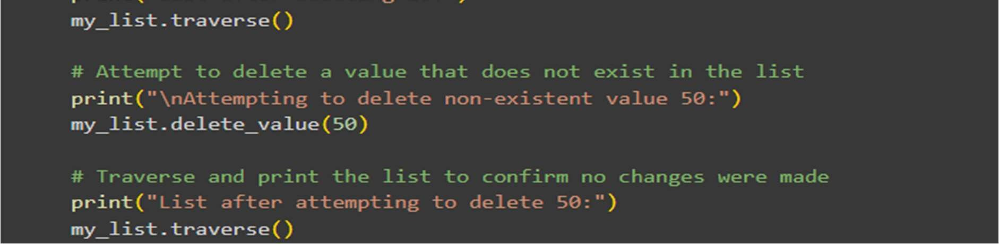 my_list.traverse()
# Attempt to delete a value that does not exist in the list
print("\nAttempting to delete non-existent value 50:")
my_list.delete_value(50)
# Traverse and print the list to confirm no changes were made
print("List after attempting to delete 50:")
my_list.traverse()